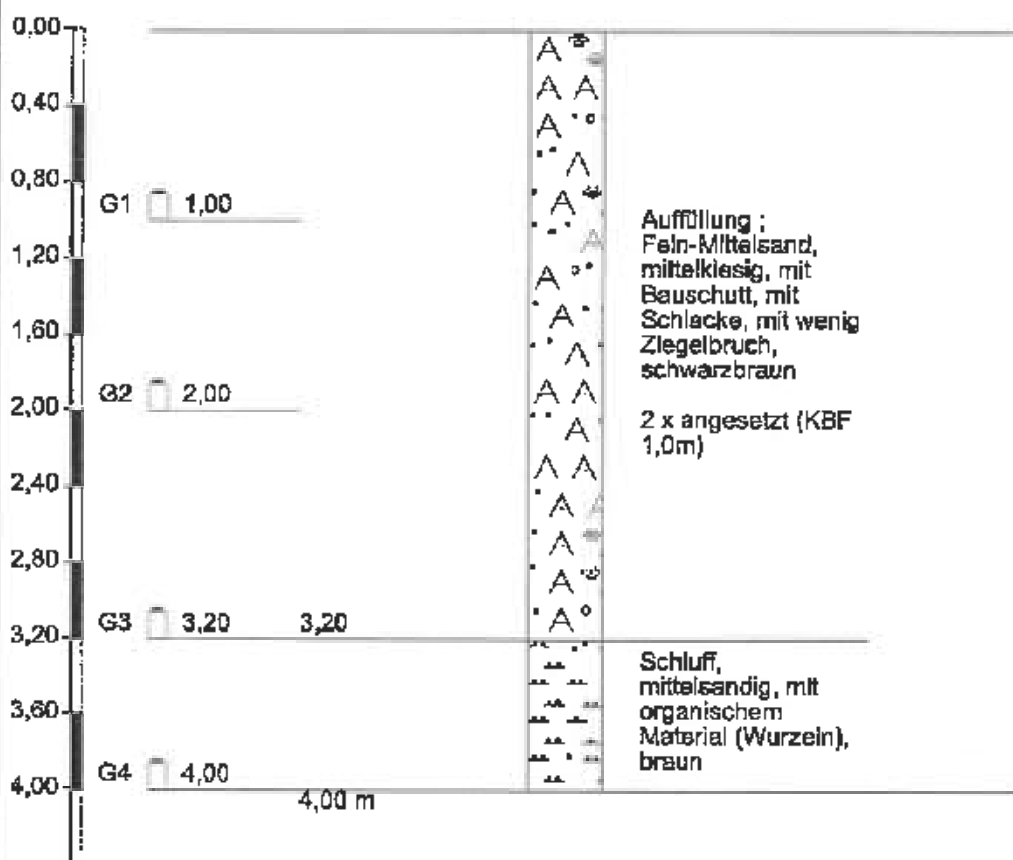 0,00
0,40
0,80
G1 1,00
1,20
1,60
G2 2,00
2,00
2,40
2,80
G3 3,20 3,20
3,20
3,60
G4 4,00
4,00
4,00 m
Auffüllung ;
Fein-Mittelsand,
mittelkiesig, mit
Bauschutt, mit
Schlacke, mit wenig
Ziegelbruch,
schwarzbraun
2 x angesetzt (KBF
1,0m)
Schluff,
mittelsandig, mit
organischem
Material (Wurzeln),
braun
A
A A
A
A
A
A
A
A
A
A A
A
A A
A A
A
A
A